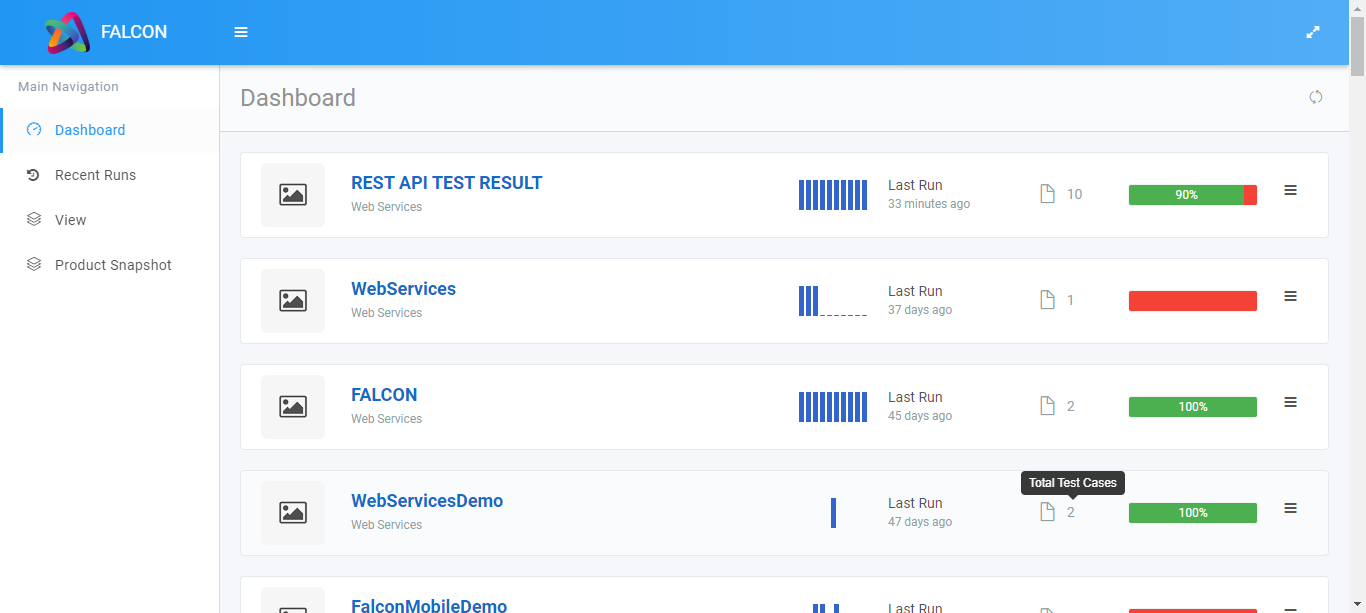 FALCON
Main Navigation
Dashboard
Recent Runs
View
Product Snapshot
Dashboard
REST API TEST RESULT
Web Services
Last Run
33 minutes ago
10
90%
WebServices
Web Services
Last Run
37 days ago
1
FALCON
Web Services
Last Run
45 days ago
2
100%
WebServicesDemo
Web Services
Last Run
47 days ago
Total Test Cases
2
100%
FalconMobileDemo
Last Run